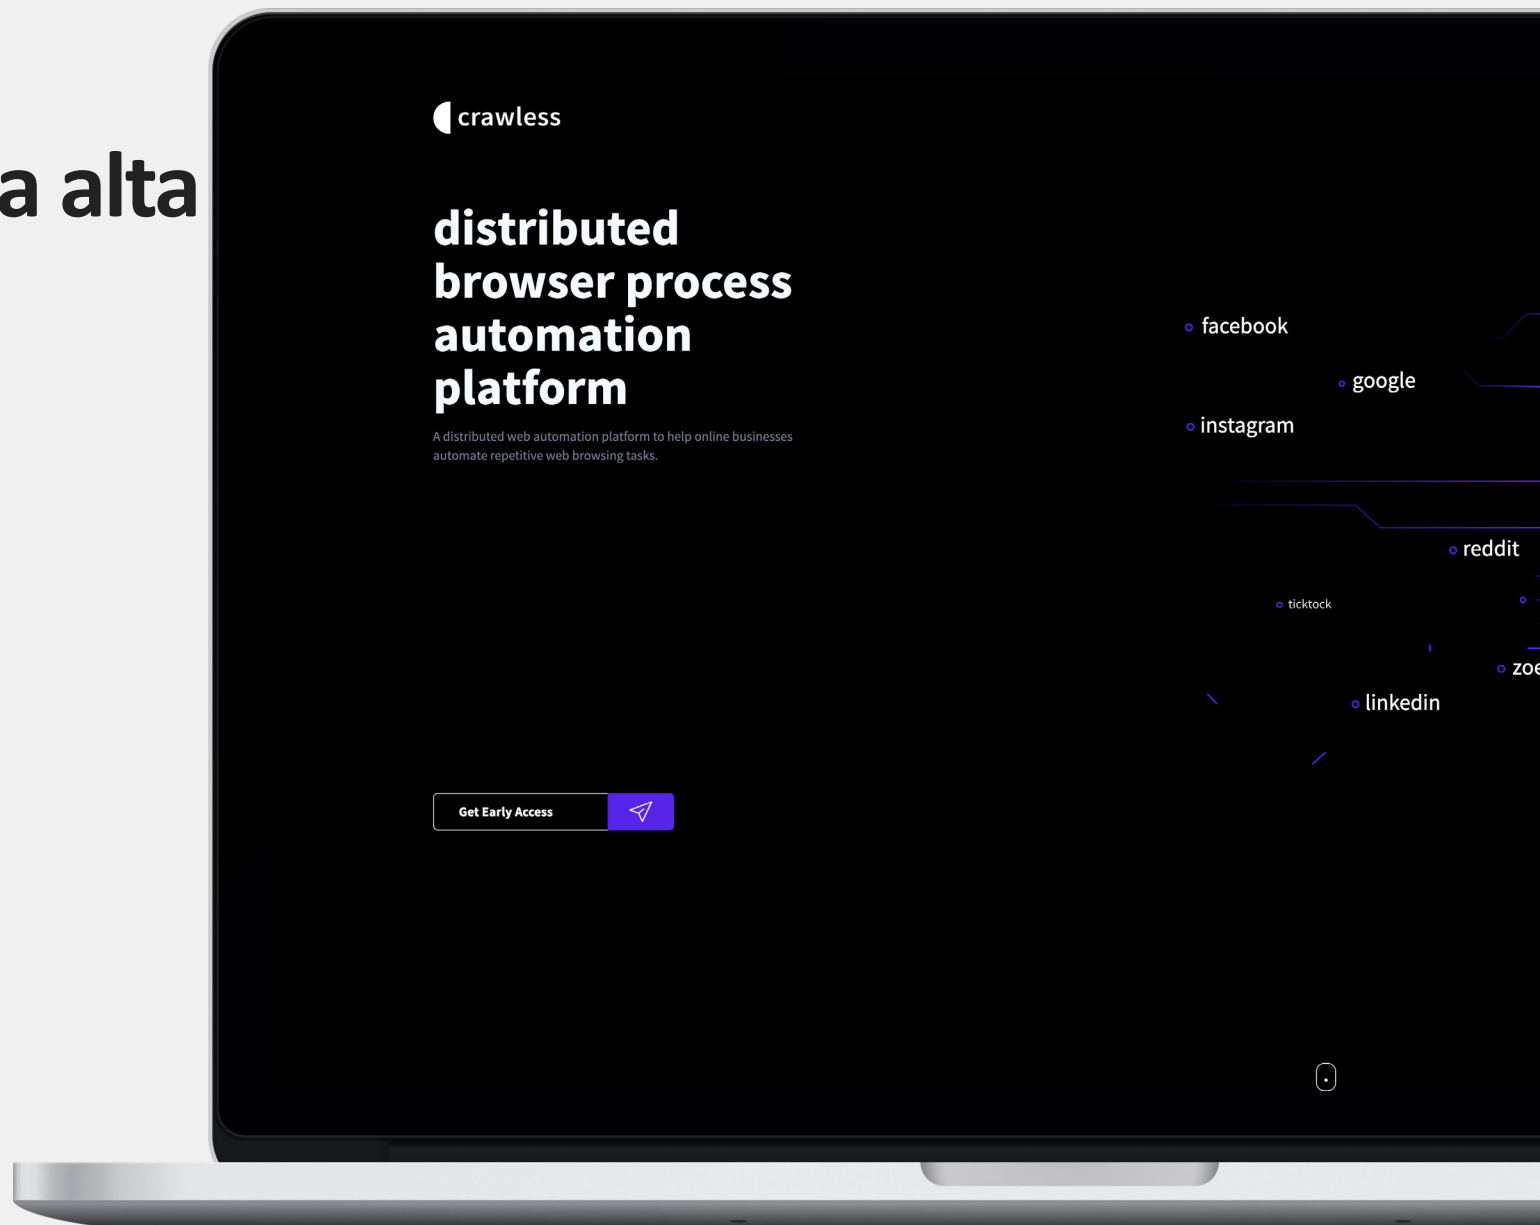 a alta
crawless
distributed
browser process
automation
platform
A distributed web automation platform to help online businesses
automate repetitive web browsing tasks.
facebook
google
instagram
reddit
ticktock
linkedin
Get Early Access